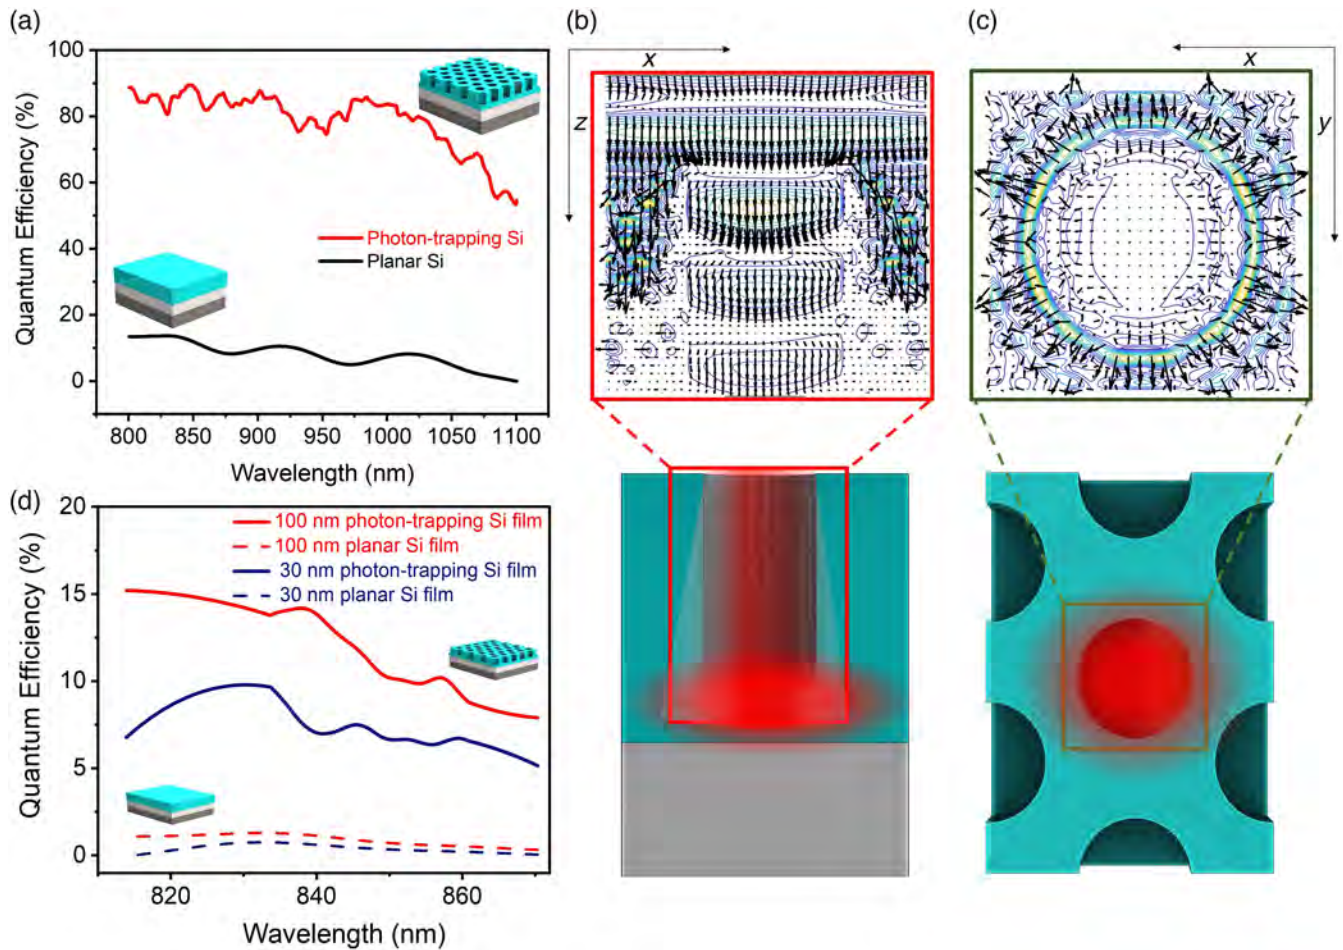 (a)
Quantum Efficiency (%)
100
80
60
40
20
0
Photon-trapping Si
Planar Si
800 850 900 950 1000 1050 1100
Wavelength (nm)
(b)
x
z
(c)
x
y
(d)
Quantum Efficiency (%)
20
15
10
5
0
100 nm photon-trapping Si film
100 nm planar Si film
30 nm photon-trapping Si film
30 nm planar Si film
820 840 860
Wavelength (nm)